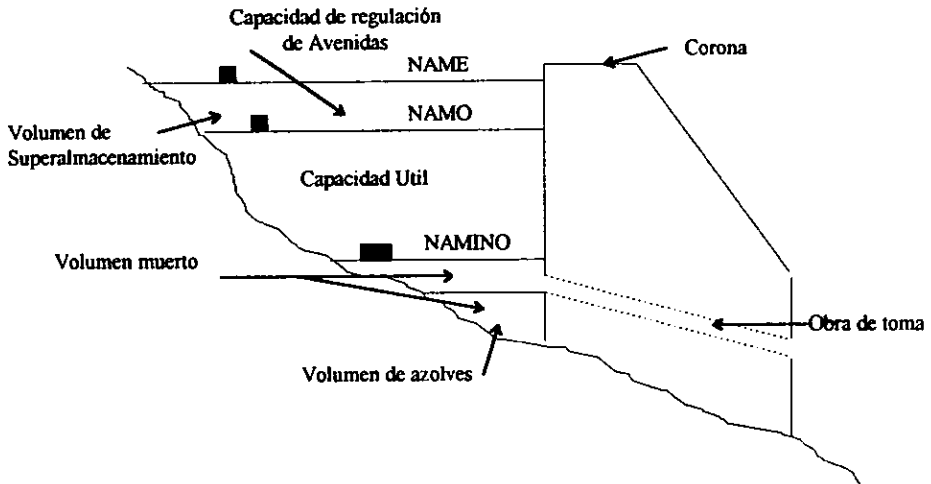 Capacidad de regulación
de Avenidas
Corona
NAME
NAMO
Volumen de
Superalmacenamiento
Capacidad Util
NAMINO
Volumen muerto
Obra de toma
Volumen de azolves